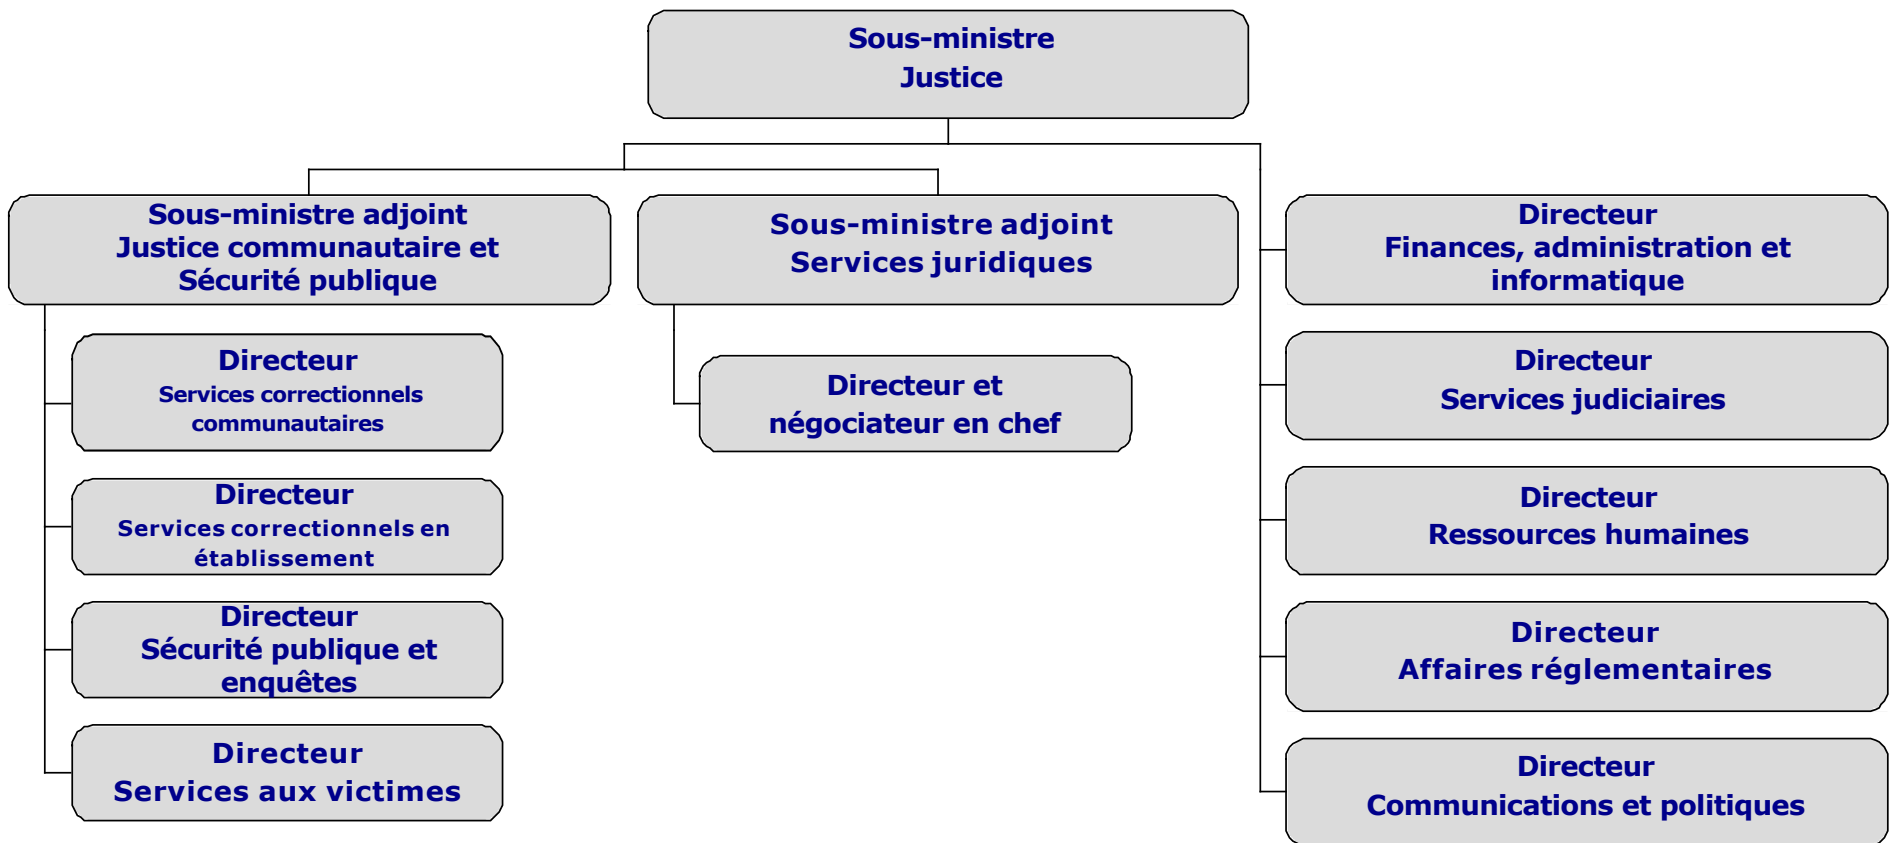 Sous-ministre
Justice
Sous-ministre adjoint
Justice communautaire et
Sécurité publique
Sous-ministre adjoint
Services juridiques
Directeur
Finances, administration et
informatique
Directeur
Services correctionnels
communautaires
Directeur et
négociateur en chef
Directeur
Services judiciaires
Directeur
Services correctionnels en
établissement
Directeur
Ressources humaines
Directeur
Sécurité publique et
enquêtes
Directeur
Affaires réglementaires
Directeur
Services aux victimes
Directeur
Communications et politiques